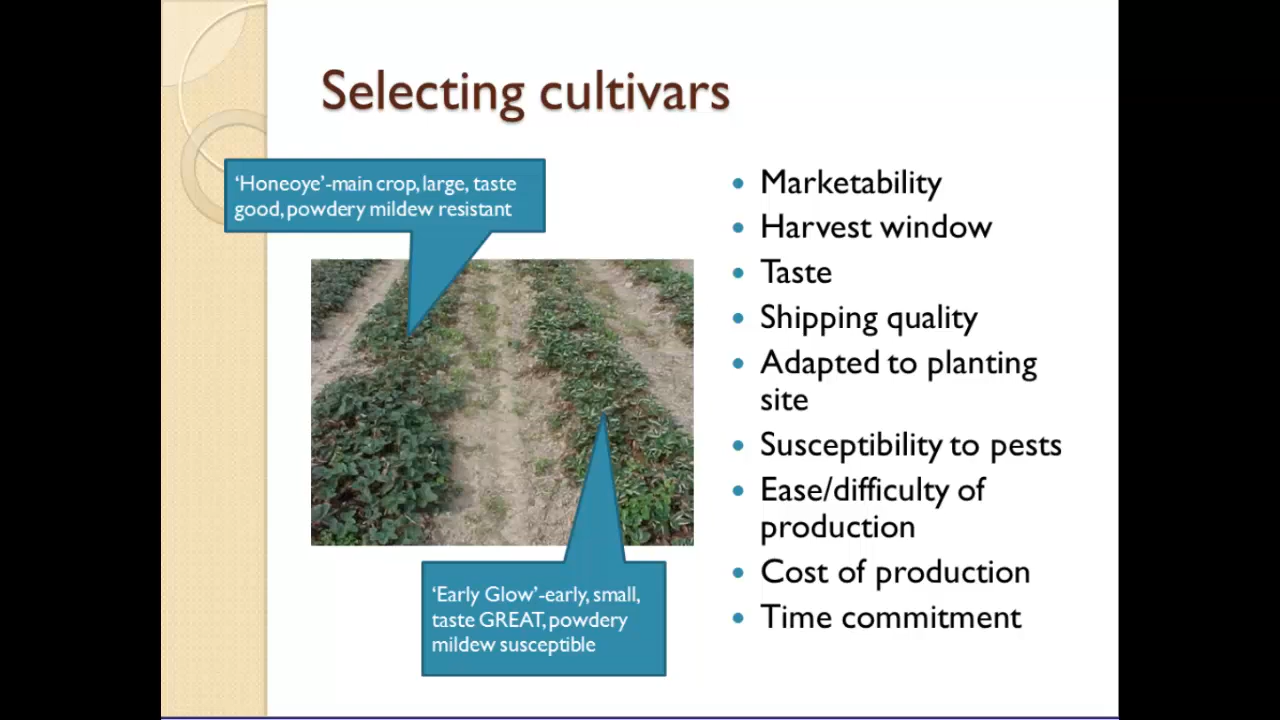 Selecting cultivars
‘Honeoye’-main crop, large, taste
good, powdery mildew resistant
‘Early Glow’-early, small,
taste GREAT, powdery
mildew susceptible
• Marketability
• Harvest window
• Taste
• Shipping quality
• Adapted to planting
site
• Susceptibility to pests
• Ease/difficulty of
production
• Cost of production
• Time commitment